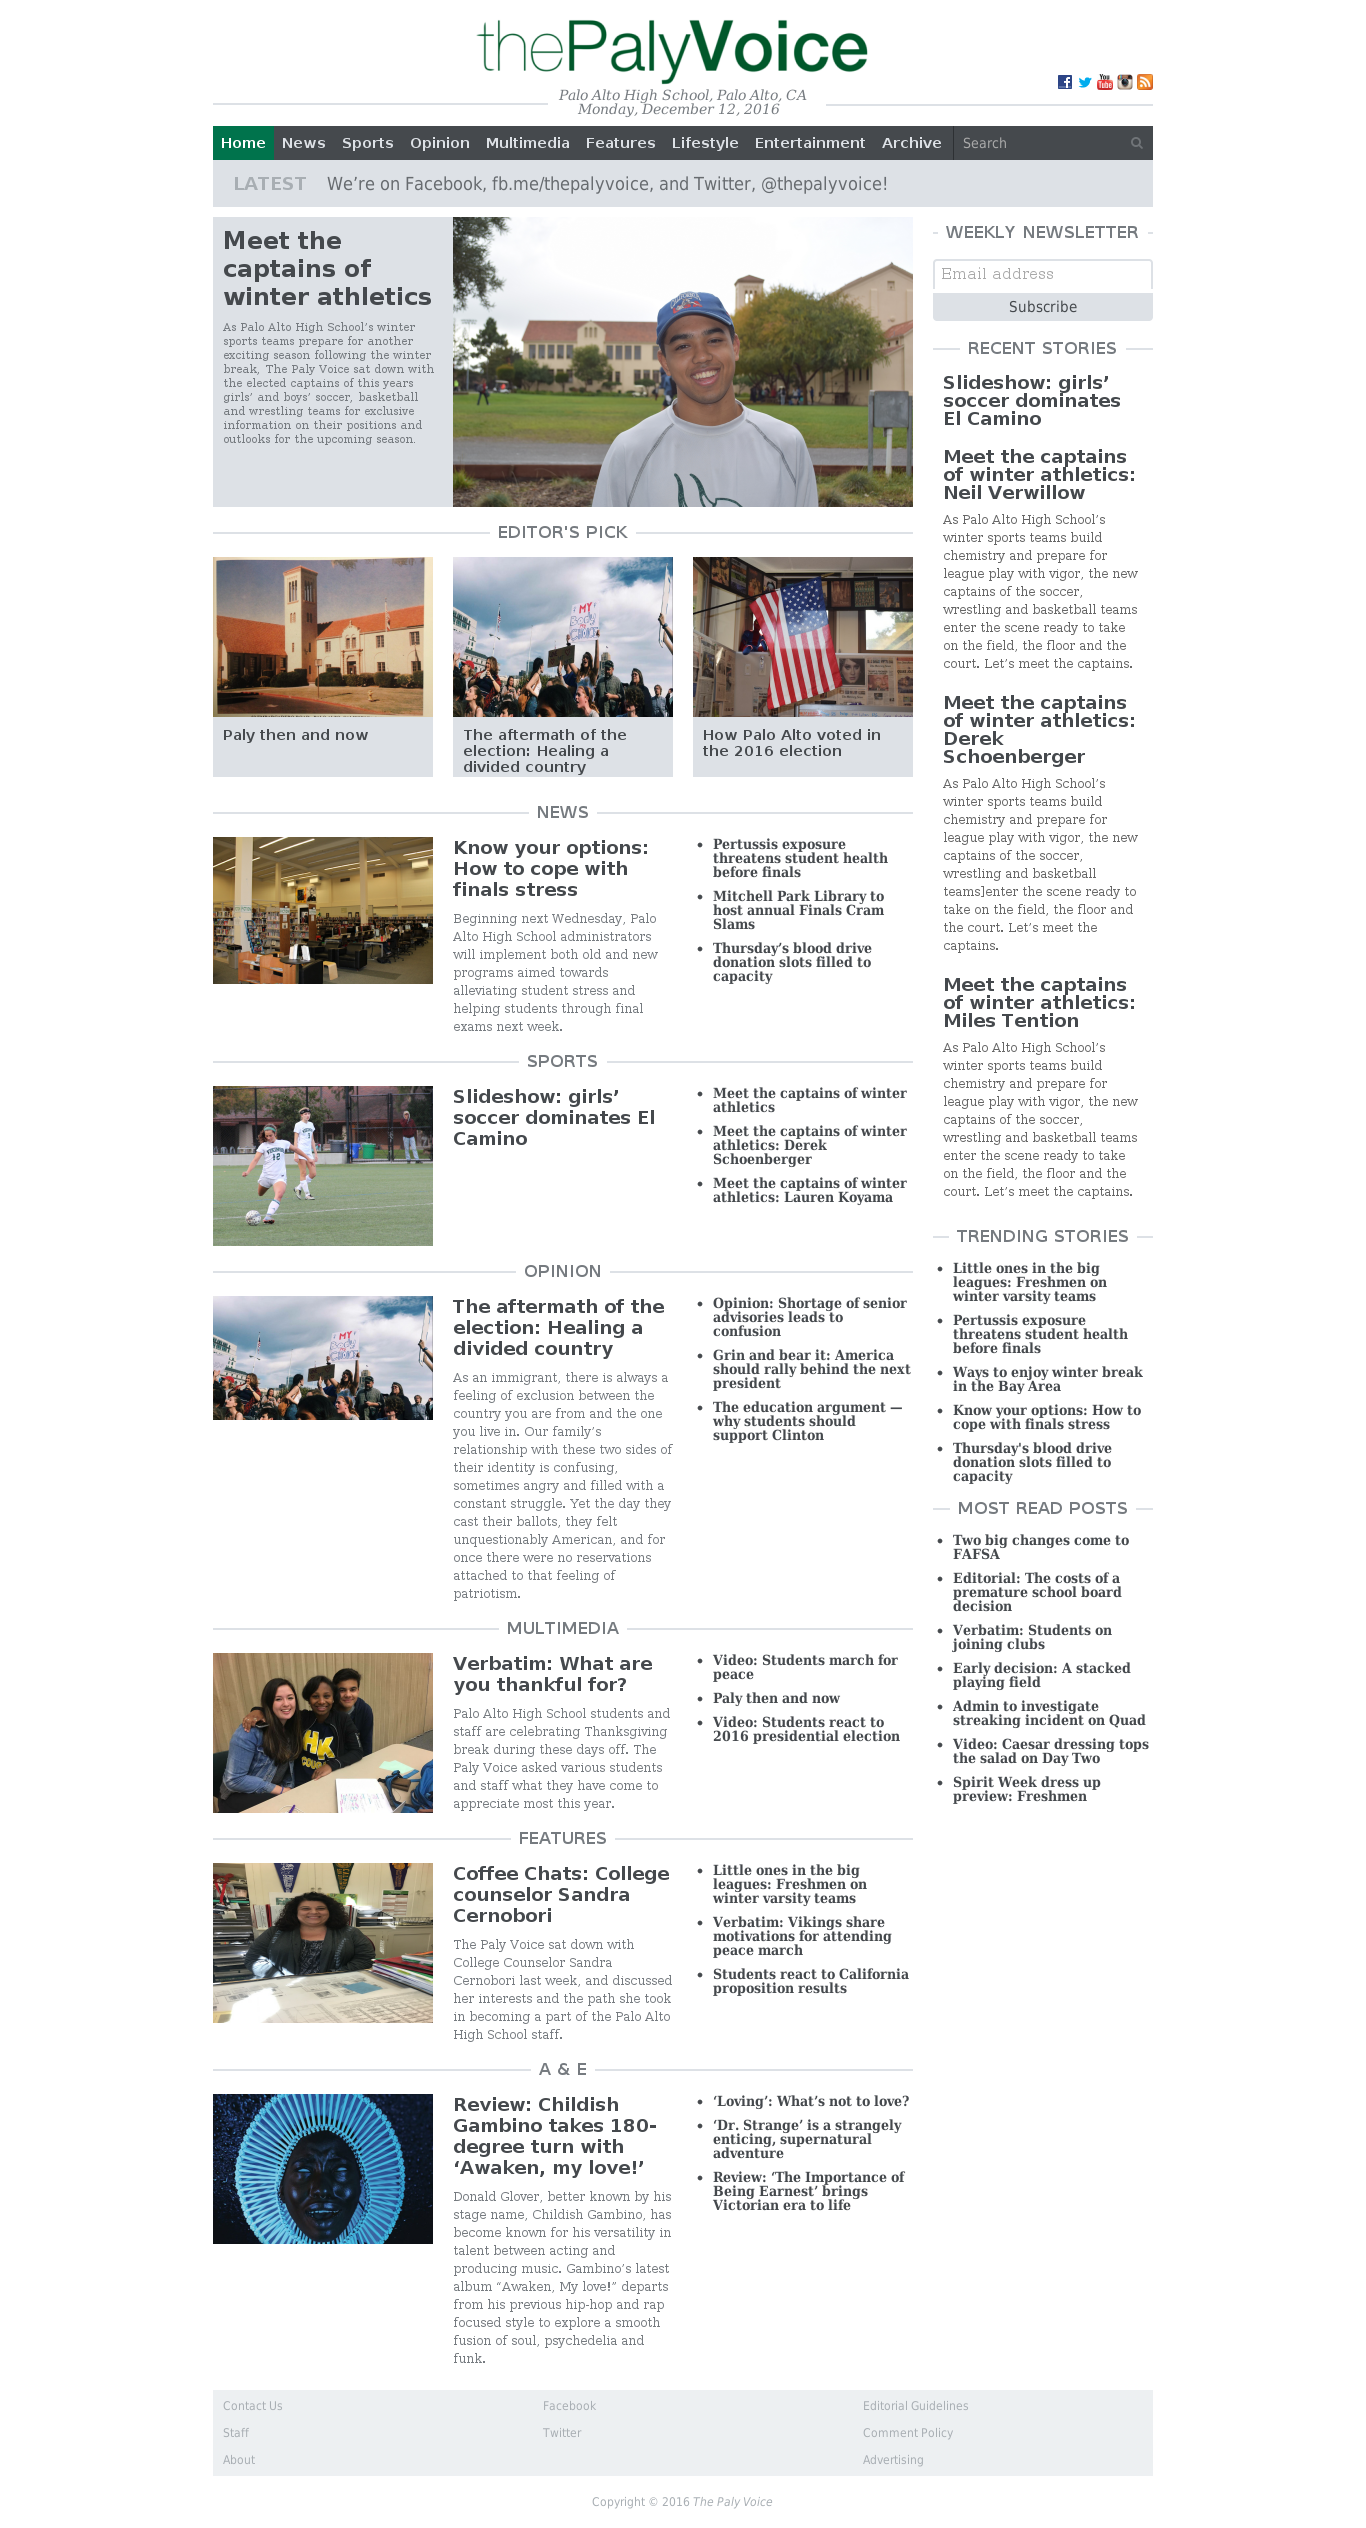 thePalyVoice
Palo Alto High School, Palo Alto, CA
Monday, December 12, 2016
Home News Sports Opinion Multimedia Features Lifestyle Entertainment Archive Search
LATEST We’re on Facebook, fb.me/thepalyvoice, and Twitter, @thepalyvoice!
Meet the
captains of
winter athletics
As Palo Alto High School’s winter
sports teams prepare for another
exciting season following the winter
break, The Paly Voice sat down with
the elected captains of this years
girls’ and boys’ soccer, basketball
and wrestling teams for exclusive
information on their positions and
outlooks for the upcoming season.
EDITOR'S PICK
MY
BODY
MY
CHOICE
Paly then and now
The aftermath of the
election: Healing a
divided country
How Palo Alto voted in
the 2016 election
NEWS
Know your options:
How to cope with
finals stress
Beginning next Wednesday, Palo
Alto High School administrators
will implement both old and new
programs aimed towards
alleviating student stress and
helping students through final
exams next week.
• Pertussis exposure
threatens student health
before finals
• Mitchell Park Library to
host annual Finals Cram
Slams
• Thursday’s blood drive
donation slots filled to
capacity
SPORTS
Slideshow: girls’
soccer dominates El
Camino
• Meet the captains of winter
athletics
• Meet the captains of winter
athletics: Derek
Schoenberger
• Meet the captains of winter
athletics: Lauren Koyama
OPINION
The aftermath of the
election: Healing a
divided country
As an immigrant, there is always a
feeling of exclusion between the
country you are from and the one
you live in. Our family’s
relationship with these two sides of
their identity is confusing,
sometimes angry and filled with a
constant struggle. Yet the day they
cast their ballots, they felt
unquestionably American, and for
once there were no reservations
attached to that feeling of
patriotism.
• Opinion: Shortage of senior
advisories leads to
confusion
• Grin and bear it: America
should rally behind the next
president
• The education argument —
why students should
support Clinton
MULTIMEDIA
HK
Verbatim: What are
you thankful for?
Palo Alto High School students and
staff are celebrating Thanksgiving
break during these days off. The
Paly Voice asked various students
and staff what they have come to
appreciate most this year.
• Video: Students march for
peace
• Paly then and now
• Video: Students react to
2016 presidential election
FEATURES
Coffee Chats: College
counselor Sandra
Cernobori
The Paly Voice sat down with
College Counselor Sandra
Cernobori last week, and discussed
her interests and the path she took
in becoming a part of the Palo Alto
High School staff.
• Little ones in the big
leagues: Freshmen on
winter varsity teams
• Verbatim: Vikings share
motivations for attending
peace march
• Students react to California
proposition results
A & E
Review: Childish
Gambino takes 180-
degree turn with
‘Awaken, my love!’
Donald Glover, better known by his
stage name, Childish Gambino, has
become known for his versatility in
talent between acting and
producing music. Gambino’s latest
album “Awaken, My love!” departs
from his previous hip-hop and rap
focused style to explore a smooth
fusion of soul, psychedelia and
funk.
• ‘Loving’: What’s not to love?
• ‘Dr. Strange’ is a strangely
enticing, supernatural
adventure
• Review: ‘The Importance of
Being Earnest’ brings
Victorian era to life
WEEKLY NEWSLETTER
Email address
Subscribe
RECENT STORIES
Slideshow: girls’
soccer dominates
El Camino
Meet the captains
of winter athletics:
Neil Verwillow
As Palo Alto High School’s
winter sports teams build
chemistry and prepare for
league play with vigor, the new
captains of the soccer,
wrestling and basketball teams
enter the scene ready to take
on the field, the floor and the
court. Let’s meet the captains.
Meet the captains
of winter athletics:
Derek
Schoenberger
As Palo Alto High School’s
winter sports teams build
chemistry and prepare for
league play with vigor, the new
captains of the soccer,
wrestling and basketball
teams]enter the scene ready to
take on the field, the floor and
the court. Let’s meet the
captains.
Meet the captains
of winter athletics:
Miles Tention
As Palo Alto High School’s
winter sports teams build
chemistry and prepare for
league play with vigor, the new
captains of the soccer,
wrestling and basketball teams
enter the scene ready to take
on the field, the floor and the
court. Let’s meet the captains.
TRENDING STORIES
• Little ones in the big
leagues: Freshmen on
winter varsity teams
• Pertussis exposure
threatens student health
before finals
• Ways to enjoy winter break
in the Bay Area
• Know your options: How to
cope with finals stress
• Thursday's blood drive
donation slots filled to
capacity
MOST READ POSTS
• Two big changes come to
FAFSA
• Editorial: The costs of a
premature school board
decision
• Verbatim: Students on
joining clubs
• Early decision: A stacked
playing field
• Admin to investigate
streaking incident on Quad
• Video: Caesar dressing tops
the salad on Day Two
• Spirit Week dress up
preview: Freshmen
Contact Us
Staff
About
Facebook
Twitter
Editorial Guidelines
Comment Policy
Advertising
Copyright © 2016 The Paly Voice